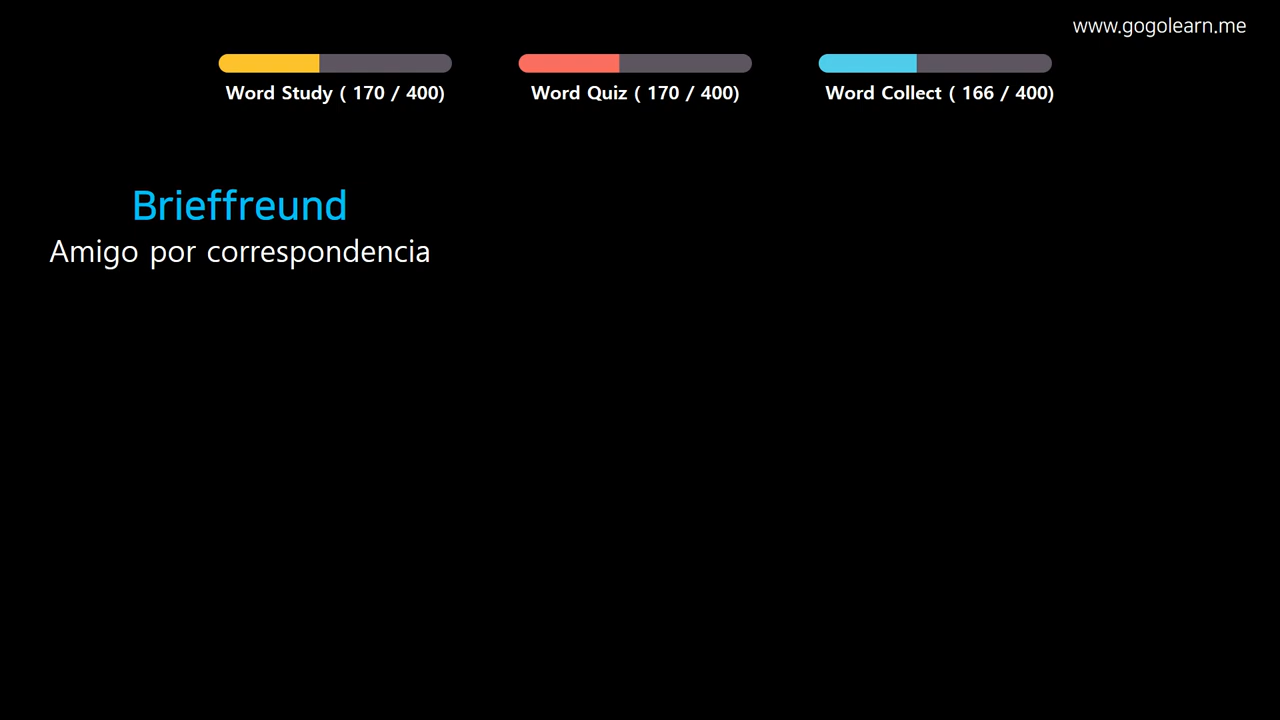 www.gogolearn.me
Word Study ( 170 / 400)
Word Quiz ( 170 / 400)
Word Collect ( 166 / 400)
Brieffreund
Amigo por correspondencia